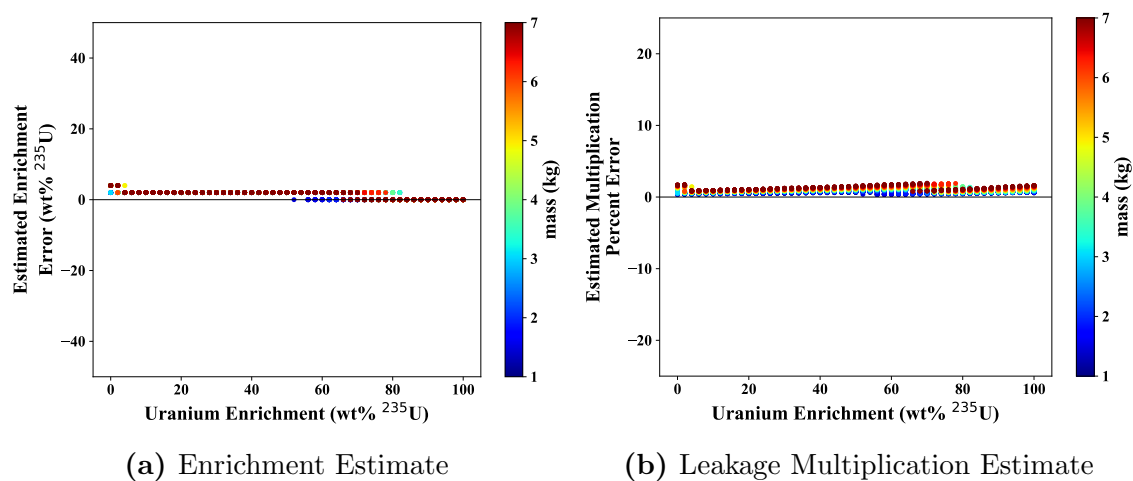 40
20
0
−20
−40
0 20 40 60 80 100
Uranium Enrichment (wt% ²³⁵U)
Estimated Enrichment
Error (wt% ²³⁵U)
7
6
5
4
3
2
1
mass (kg)
(a) Enrichment Estimate
20
10
0
−10
−20
0 20 40 60 80 100
Uranium Enrichment (wt% ²³⁵U)
Estimated Multiplication
Percent Error
7
6
5
4
3
2
1
mass (kg)
(b) Leakage Multiplication Estimate